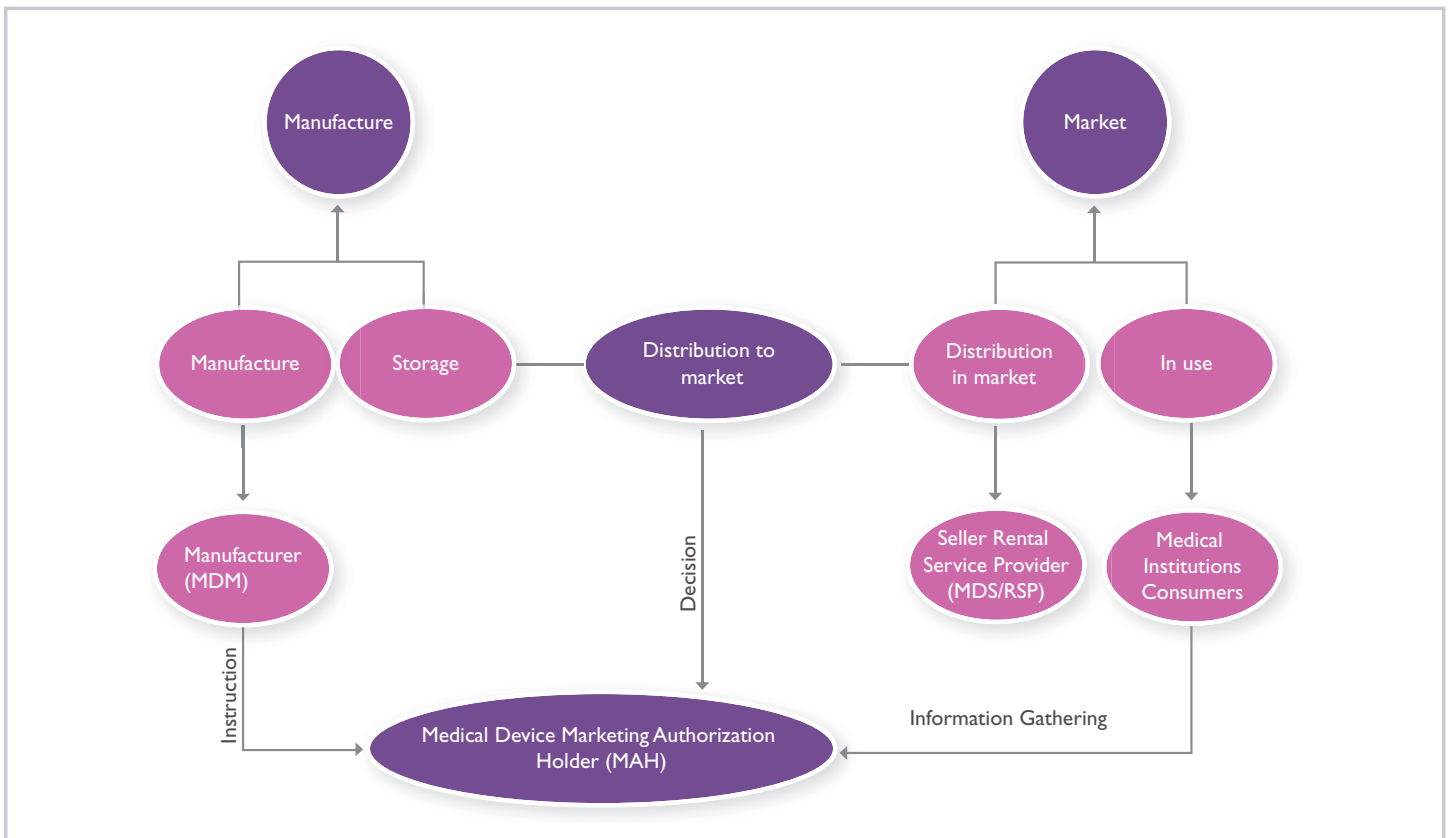 Manufacture
Market
Manufacture
Storage
Distribution to
market
Distribution
in market
In use
Manufacturer
(MDM)
Decision
Seller Rental
Service Provider
(MDS/RSP)
Medical
Institutions
Consumers
Instruction
Medical Device Marketing Authorization
Holder (MAH)
Information Gathering